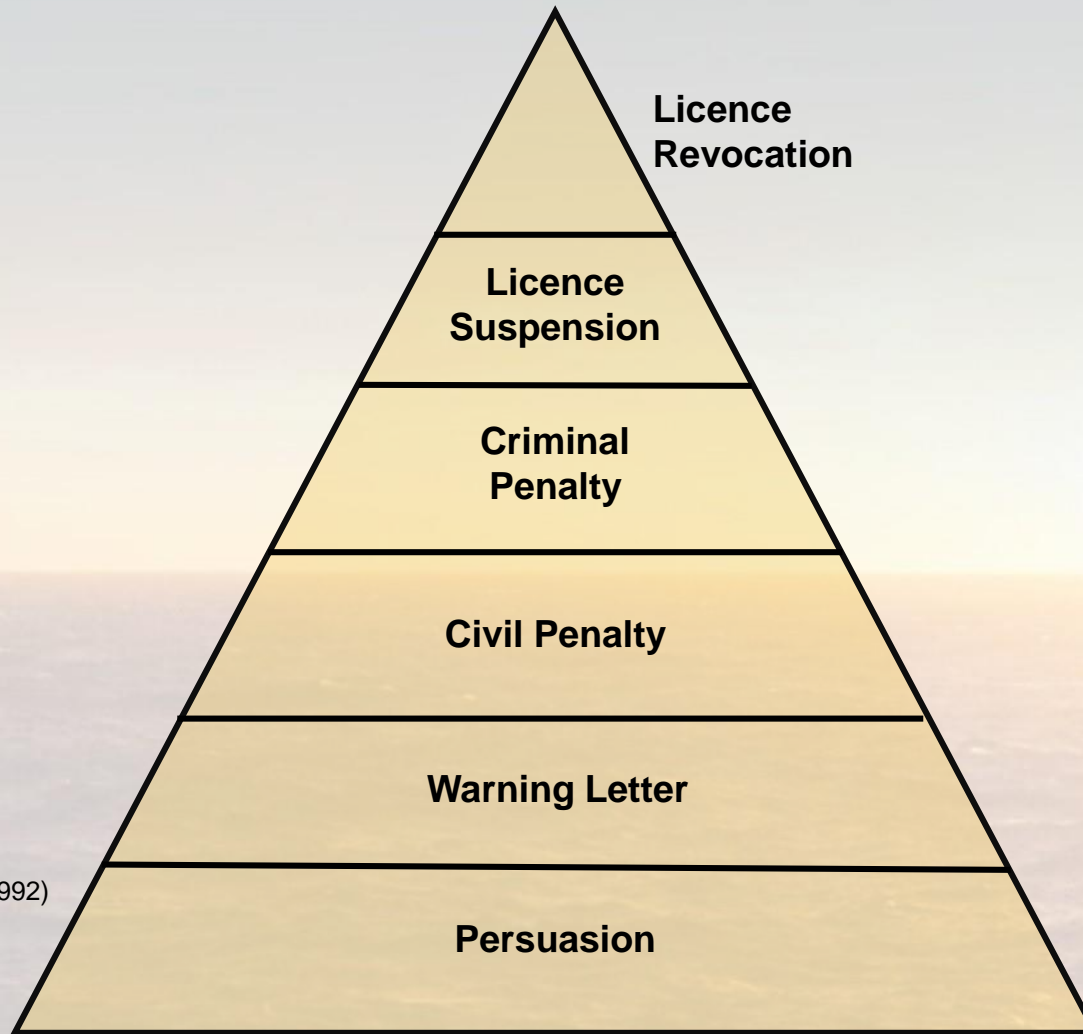 Licence
Revocation
Licence
Suspension
Criminal
Penalty
Civil Penalty
Warning Letter
992)
Persuasion